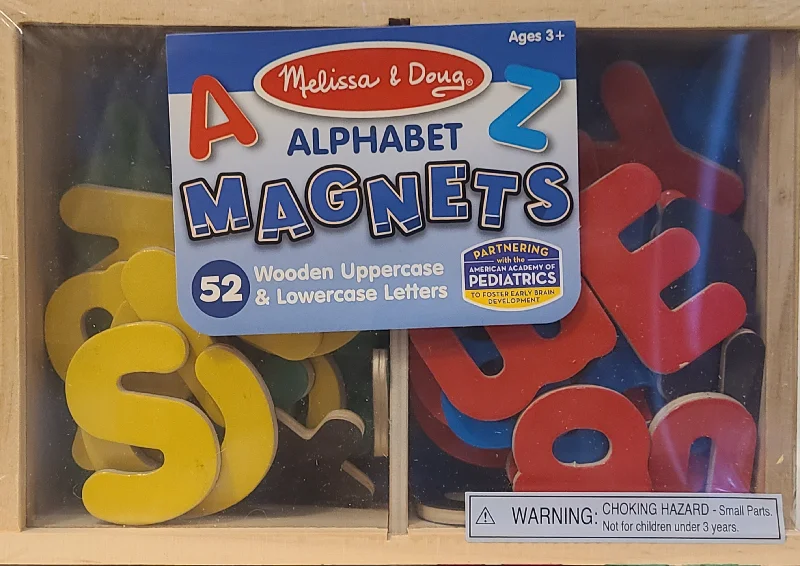 Ages 3+
Melissa & Doug®
A Z
ALPHABET
MAGNETS
52
Wooden Uppercase
& Lowercase Letters
PARTNERING
with the
AMERICAN ACADEMY OF
PEDIATRICS
TO FOSTER EARLY BRAIN
DEVELOPMENT
E
S
a
n
WARNING: CHOKING HAZARD - Small Parts.
Not for children under 3 years.